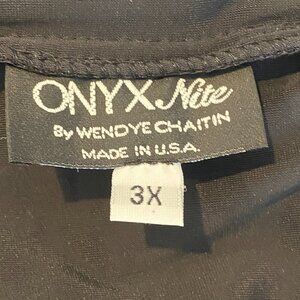 ONYX Nite
By WENDYE CHAITIN
MADE IN U.S.A.
3X